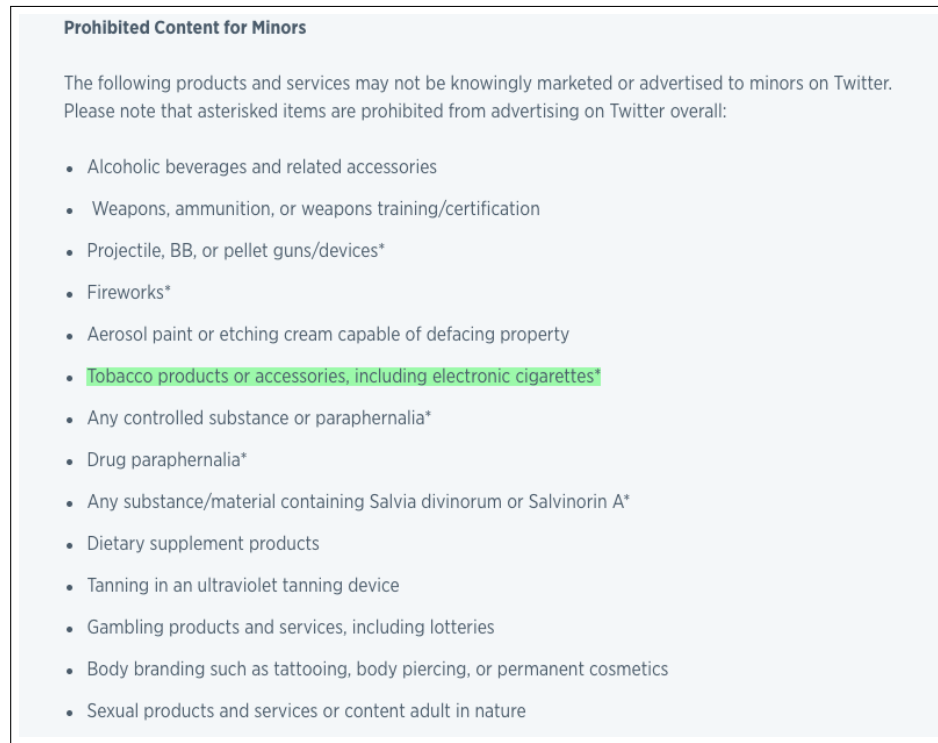 Prohibited Content for Minors
The following products and services may not be knowingly marketed or advertised to minors on Twitter.
Please note that asterisked items are prohibited from advertising on Twitter overall:
• Alcoholic beverages and related accessories
• Weapons, ammunition, or weapons training/certification
• Projectile, BB, or pellet guns/devices*
• Fireworks*
• Aerosol paint or etching cream capable of defacing property
• Tobacco products or accessories, including electronic cigarettes*
• Any controlled substance or paraphernalia*
• Drug paraphernalia*
• Any substance/material containing Salvia divinorum or Salvinorin A*
• Dietary supplement products
• Tanning in an ultraviolet tanning device
• Gambling products and services, including lotteries
• Body branding such as tattooing, body piercing, or permanent cosmetics
• Sexual products and services or content adult in nature